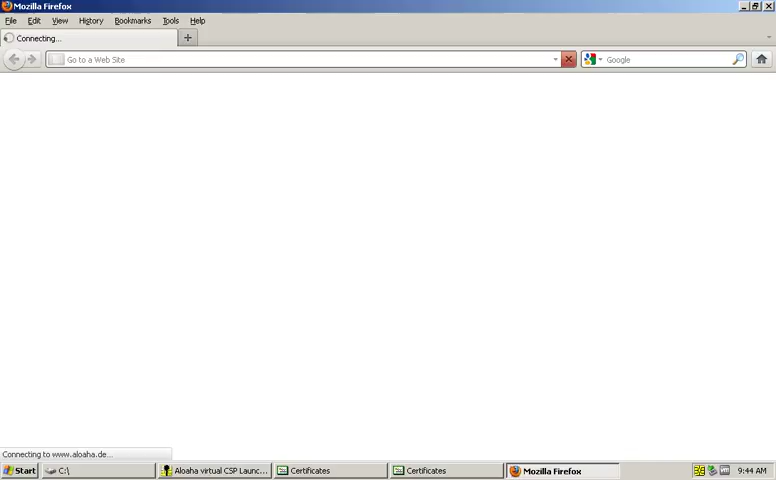 Mozilla Firefox
File Edit View History Bookmarks Tools Help
Connecting...
Go to a Web Site
Google
Connecting to www.aloaha.de...
Start
C:\
Aloaha virtual CSP Launc...
Certificates
Certificates
Mozilla Firefox
9:44 AM